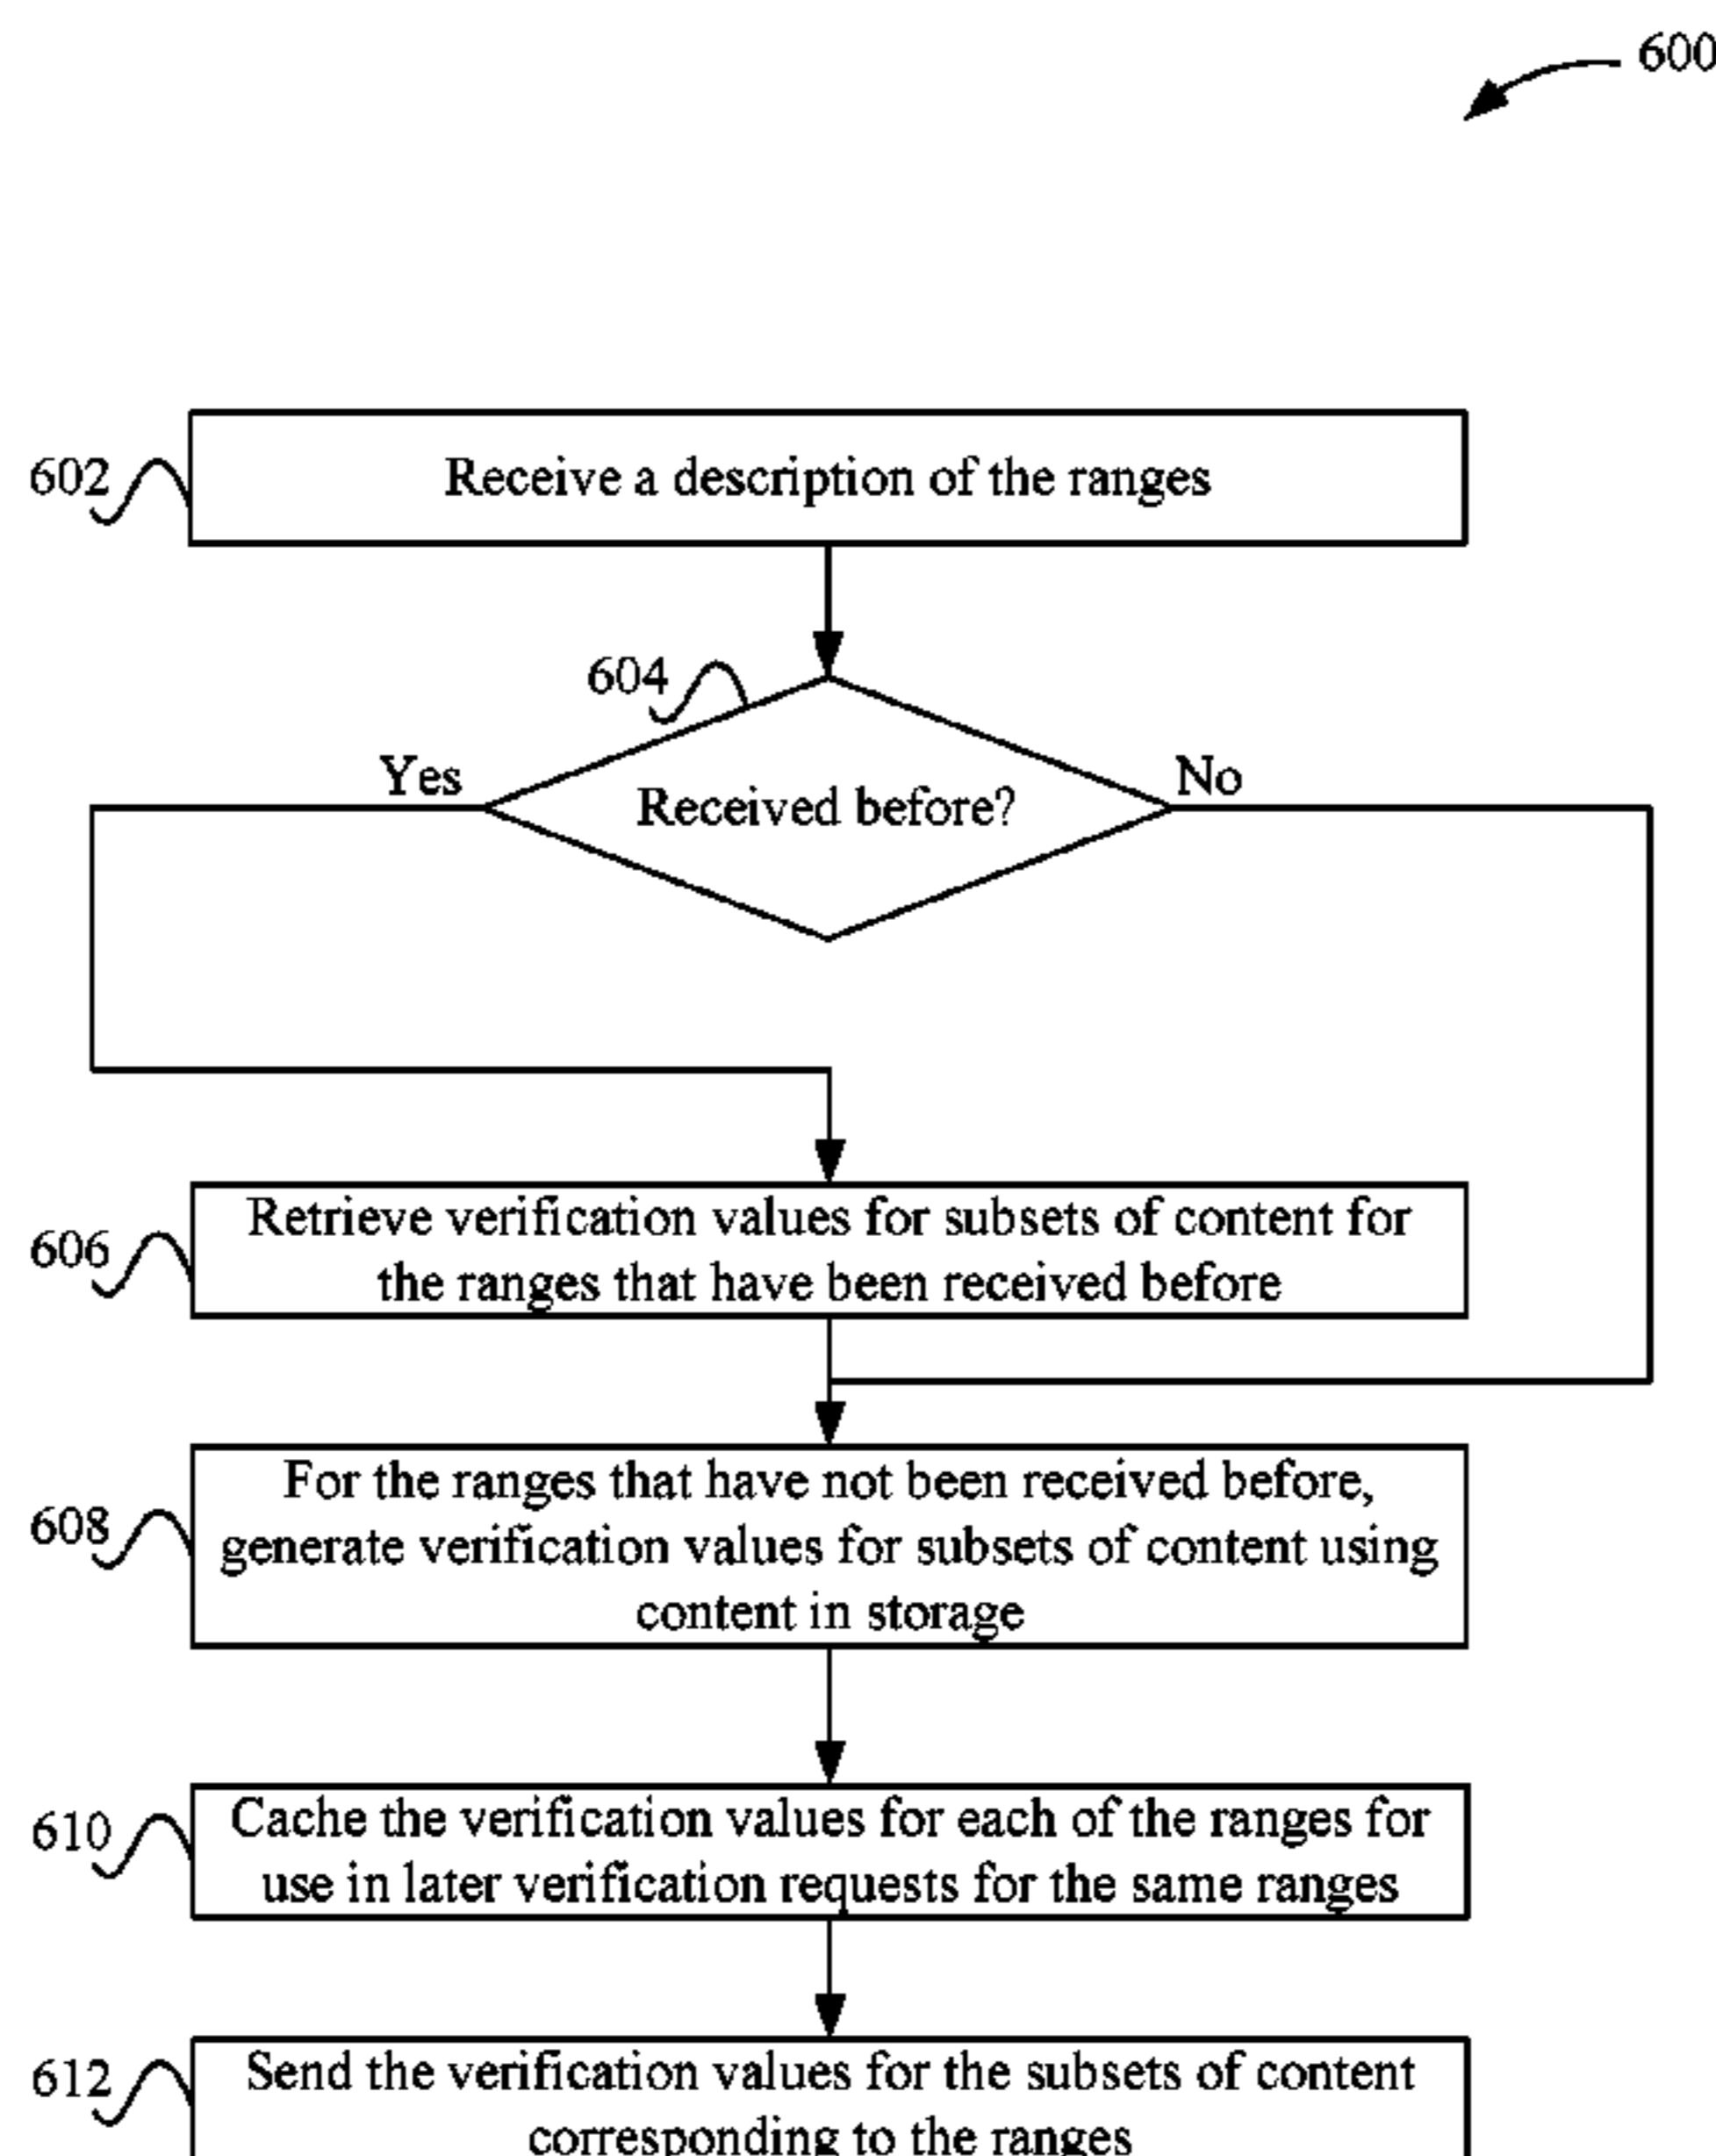 600
602
Receive a description of the ranges
604
Yes
No
Received before?
606
Retrieve verification values for subsets of content for
the ranges that have been received before
608
For the ranges that have not been received before,
generate verification values for subsets of content using
content in storage
610
Cache the verification values for each of the ranges for
use in later verification requests for the same ranges
612
Send the verification values for the subsets of content
corresponding to the ranges